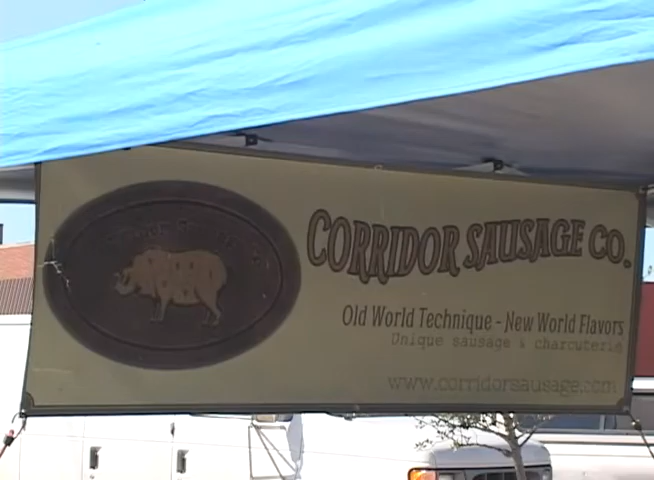 CORRIDOR SAUSAGE CO.
Old World Technique - New World Flavors
Unique sausage & charcuterie
www.corridorsausage.com